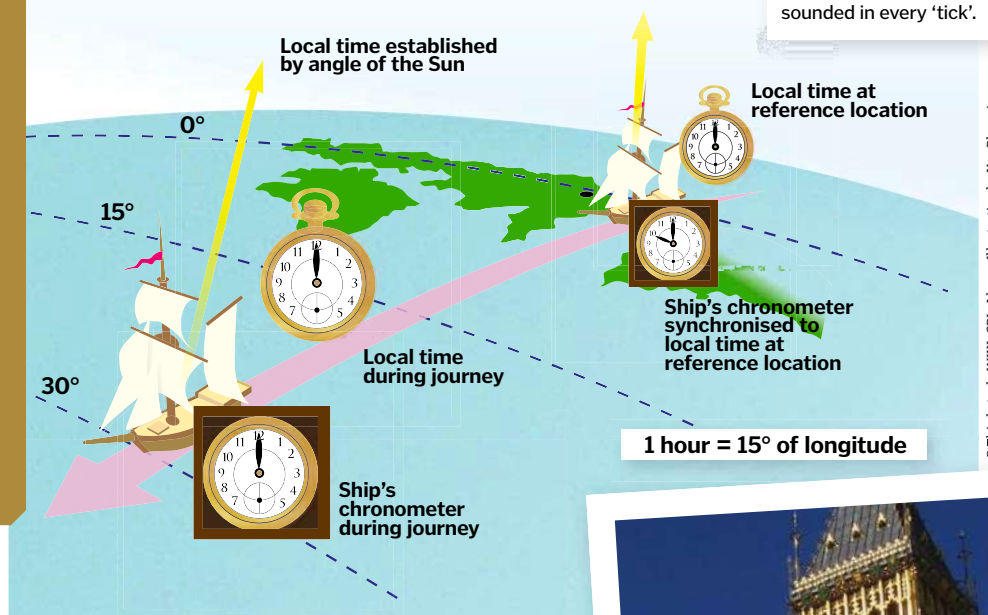 sounded in every ‘tick’.
Local time established
by angle of the Sun
Local time at
reference location
0°
15°
Ship’s chronometer
synchronised to
local time at
reference location
Local time
during journey
30°
1 hour = 15° of longitude
Ship’s
chronometer
during journey